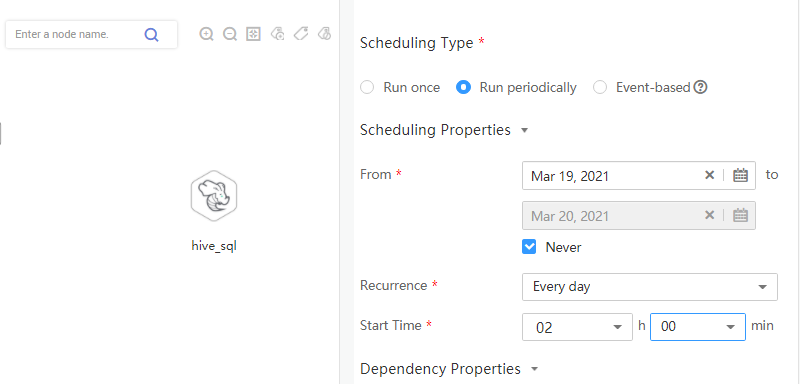 Enter a node name.
hive_sql
Scheduling Type *
Run once Run periodically Event-based ?
Scheduling Properties
From * Mar 19, 2021 to
Mar 20, 2021
Never
Recurrence * Every day
Start Time * 02 h 00 min
Dependency Properties